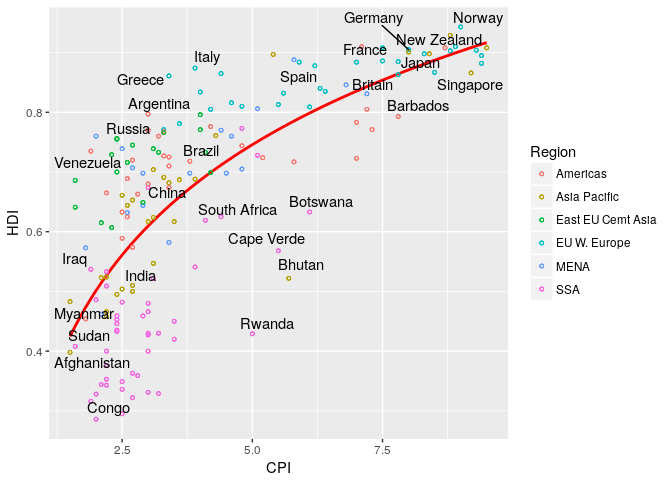 Germany
Norway
New Zealand
Italy
France
Japan
Greece
Spain
Britain
Singapore
0.8
Argentina
Barbados
Russia
Brazil
Region
Venezuela
Americas
China
Asia Pacific
Botswana
South Africa
East EU Cemt Asia
HDI
0.6
Cape Verde
EU W. Europe
Iraq
Bhutan
MENA
India
SSA
Myanmar
Rwanda
Sudan
0.4
Afghanistan
Congo
2.5
5.0
7.5
CPI